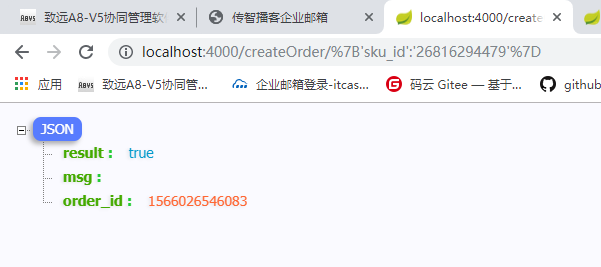 A8V5 致远A8-V5协同管理软
传智播客企业邮箱
localhost:4000/create
localhost:4000/createOrder/%7B'sku_id':'26816294479'%7D
应用
A8V5 致远A8-V5协同管...
企业邮箱登录-itcas...
码云 Gitee — 基于...
github
JSON
result : true
msg :
order_id : 1566026546083